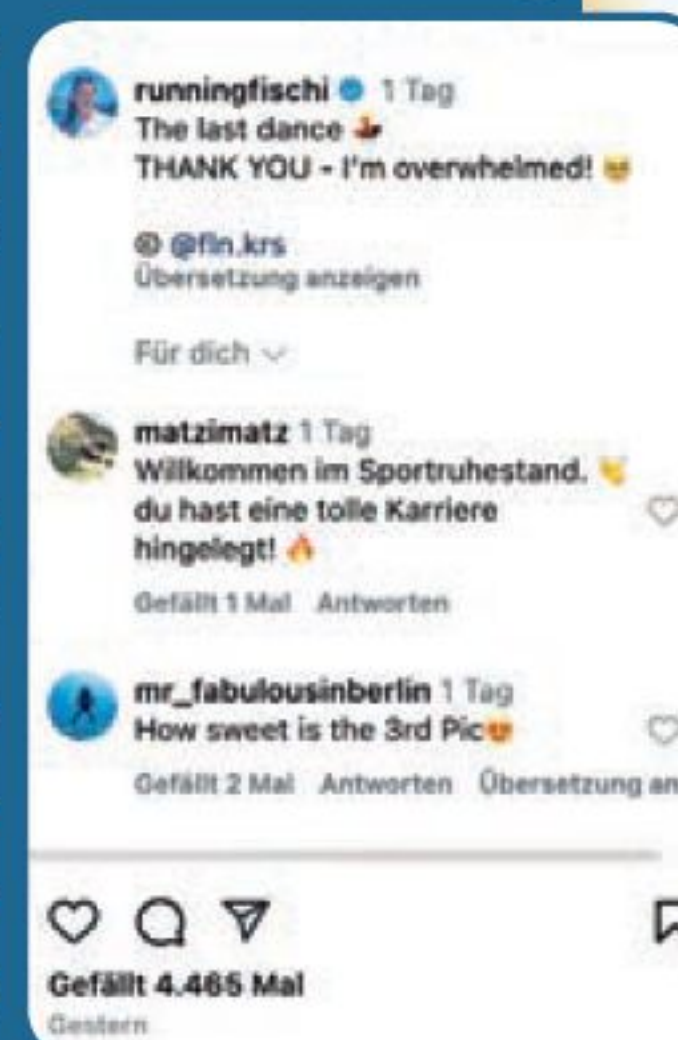 runningfischi 1 Tag
The last dance 💃
THANK YOU - I'm overwhelmed! 🥹
© @fln.krs
Übersetzung anzeigen
Für dich
matzimatz 1 Tag
Willkommen im Sportruhestand. 👏
du hast eine tolle Karriere
hingelegt! 🔥
Gefällt 1 Mal Antworten
mr_fabulousinberlin 1 Tag
How sweet is the 3rd Pic😍
Gefällt 2 Mal Antworten Übersetzung an
Gefällt 4.465 Mal
Gestern